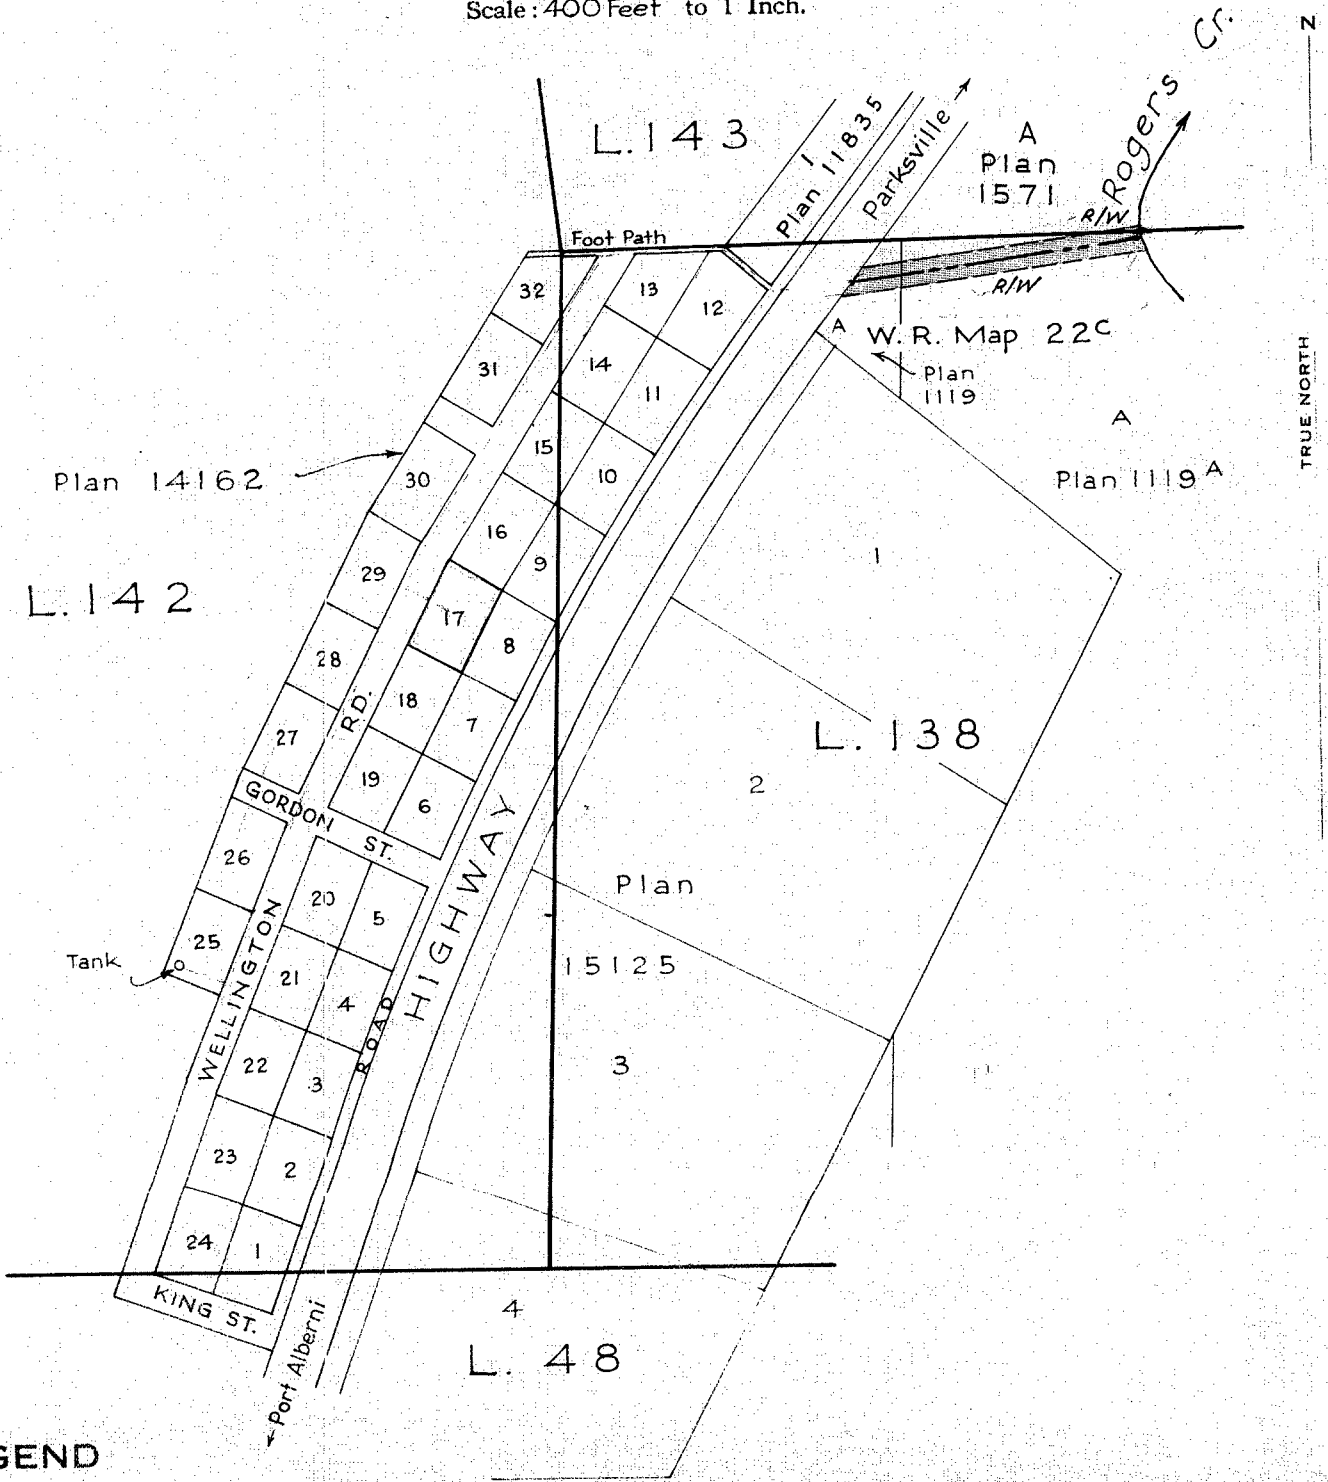 Scale: 400 Feet to 1 Inch.
N
TRUE NORTH
Rogers Cr.
L. 143
1
Plan 11835
Parksville
A
Plan
1571
R/W
Foot Path
R/W
32
13
12
A
W. R. Map 22C
Plan
1119
31
14
11
A
Plan 1119A
15
10
30
Plan 14162
16
9
1
29
L. 142
17
8
28
18
7
RD.
27
L. 138
19
6
2
GORDON ST.
HIGHWAY
26
20
5
Plan
25
Tank
WELLINGTON
21
4
15125
ROAD
22
3
3
23
2
24
1
KING ST.
4
Port Alberni
L. 48
GEND